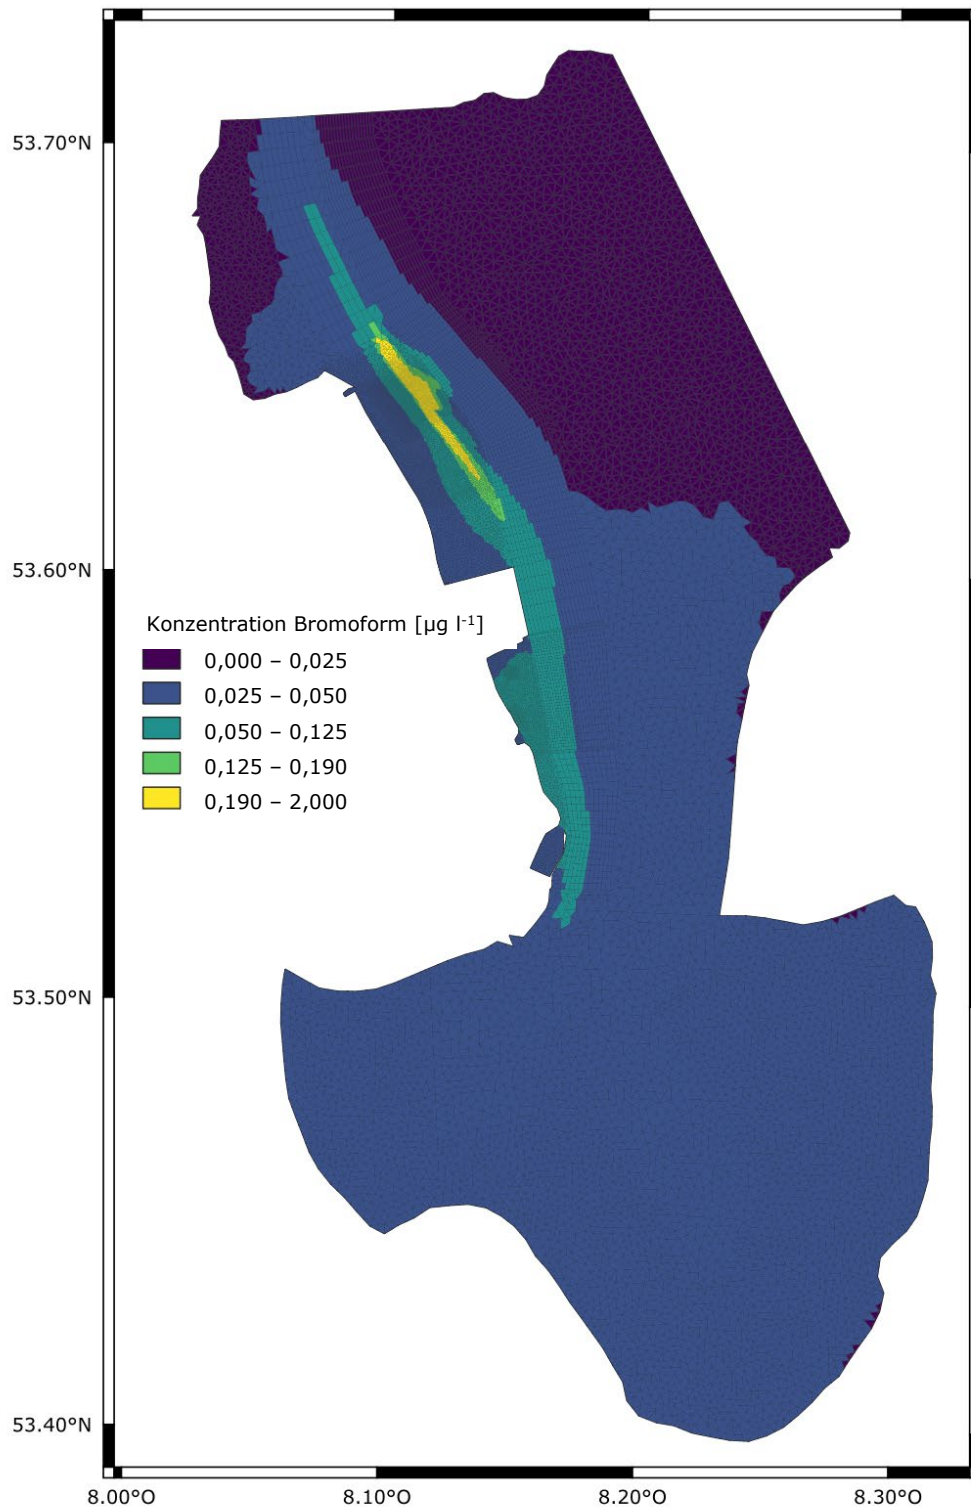 53.70°N
53.60°N
Konzentration Bromoform [µg l⁻¹]
0,000 – 0,025
0,025 – 0,050
0,050 – 0,125
0,125 – 0,190
0,190 – 2,000
53.50°N
53.40°N
8.00°O 8.10°O 8.20°O 8.30°O